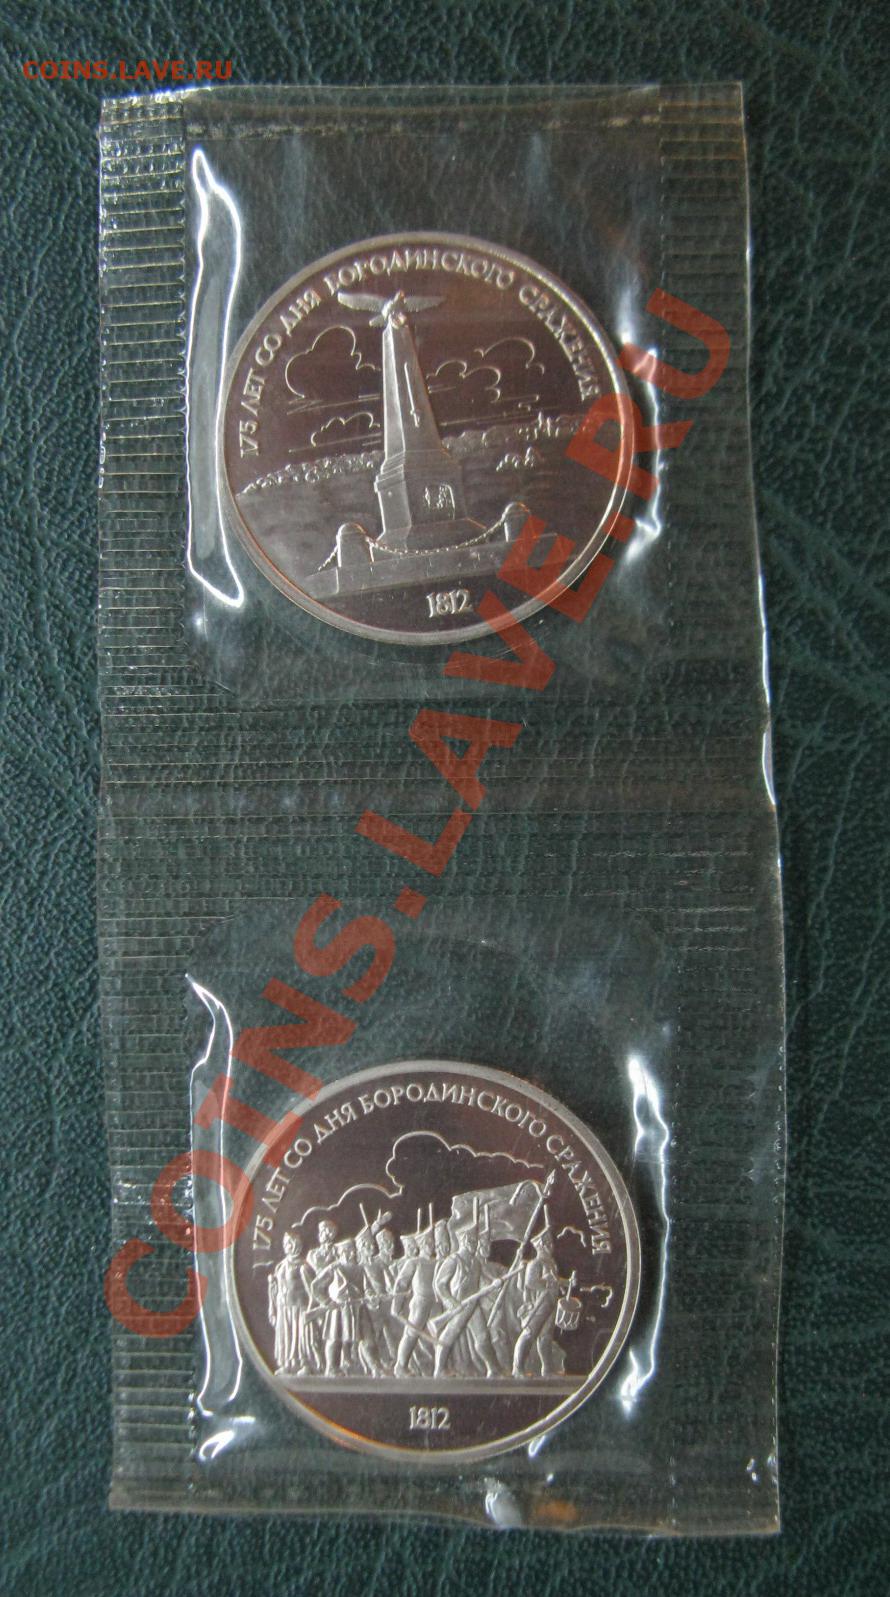 COINS.LAVE.RU
175 ЛЕТ СО ДНЯ БОРОДИНСКОГО СРАЖЕНИЯ
1812
COINS.LAVE.RU
175 ЛЕТ СО ДНЯ БОРОДИНСКОГО СРАЖЕНИЯ
1812